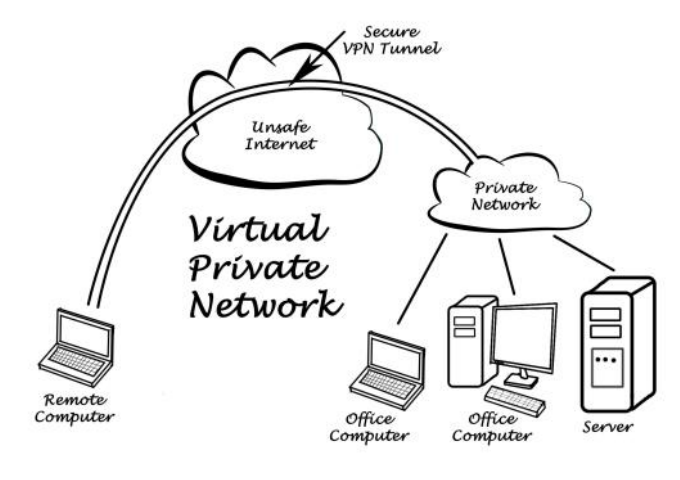 Secure
VPN Tunnel
Unsafe
Internet
Private
Network
Virtual
Private
Network
Remote
Computer
Office
Computer
Office
Computer
Server